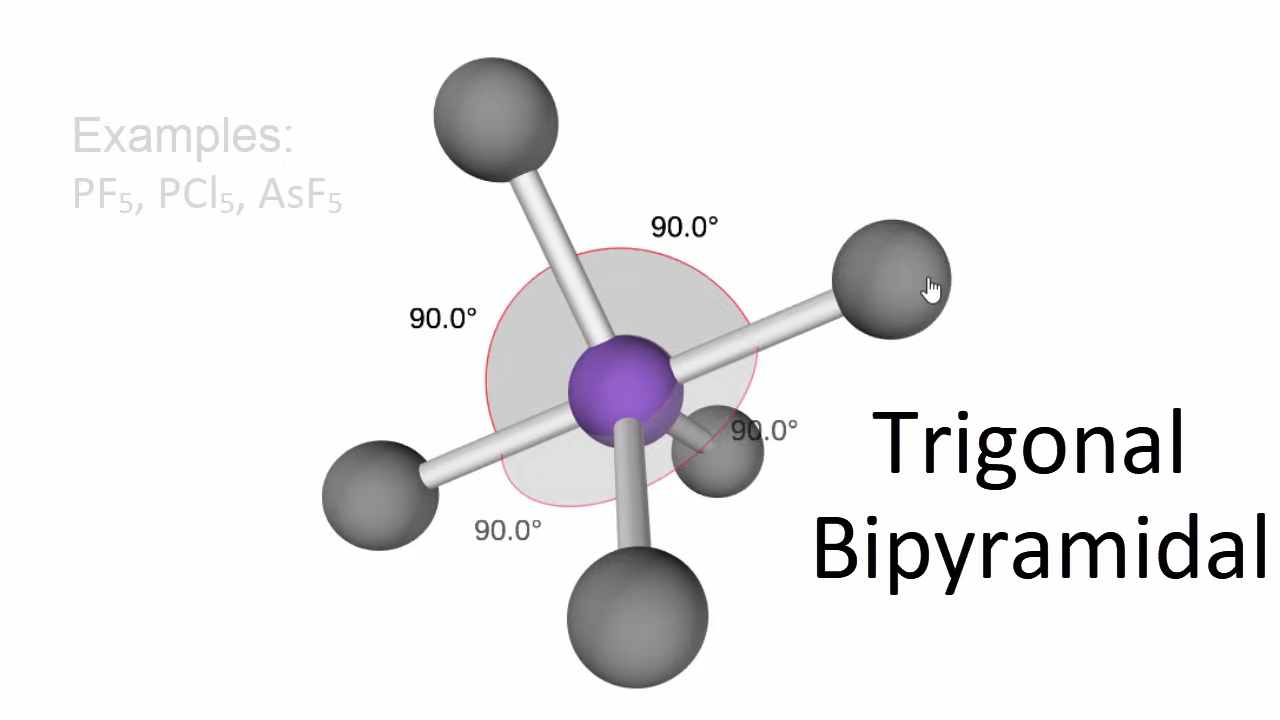 Examples:
PF₅, PCl₅, AsF₅
90.0°
90.0°
90.0°
90.0°
Trigonal
Bipyramidal